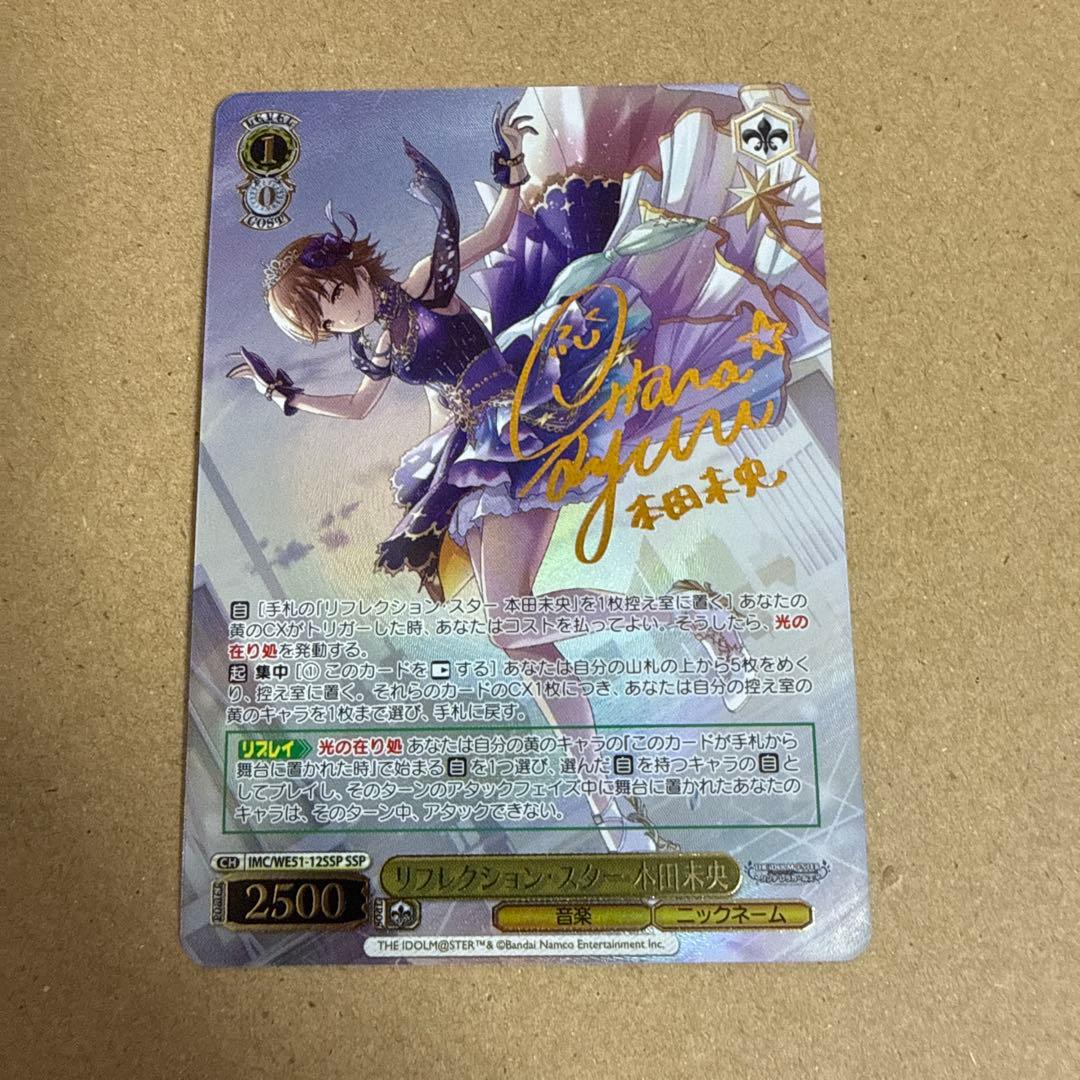 LEVEL
1
0
COST
Hara
Sayuri
本田未央
自 [手札の「リフレクション・スター 本田未央」を1枚控え室に置く] あなたの
黄のCXがトリガーした時、あなたはコストを払ってよい。そうしたら、光の
在り処を発動する。
起 集中 [① このカードを する] あなたは自分の山札の上から5枚をめく
り、控え室に置く。それらのカードのCX1枚につき、あなたは自分の控え室の
黄のキャラを1枚まで選び、手札に戻す。
リプレイ 光の在り処 あなたは自分の黄のキャラの「このカードが手札から
舞台に置かれた時」で始まる 自 を1つ選び、選んだ 自 を持つキャラの 自 と
してプレイし、そのターンのアタックフェイズ中に舞台に置かれたあなたの
キャラは、そのターン中、アタックできない。
CH IMC/WE51-12SSP SSP
POWER 2500
リフレクション・スター 本田未央
音楽 ニックネーム
THE IDOLM@STER™& ©Bandai Namco Entertainment Inc.